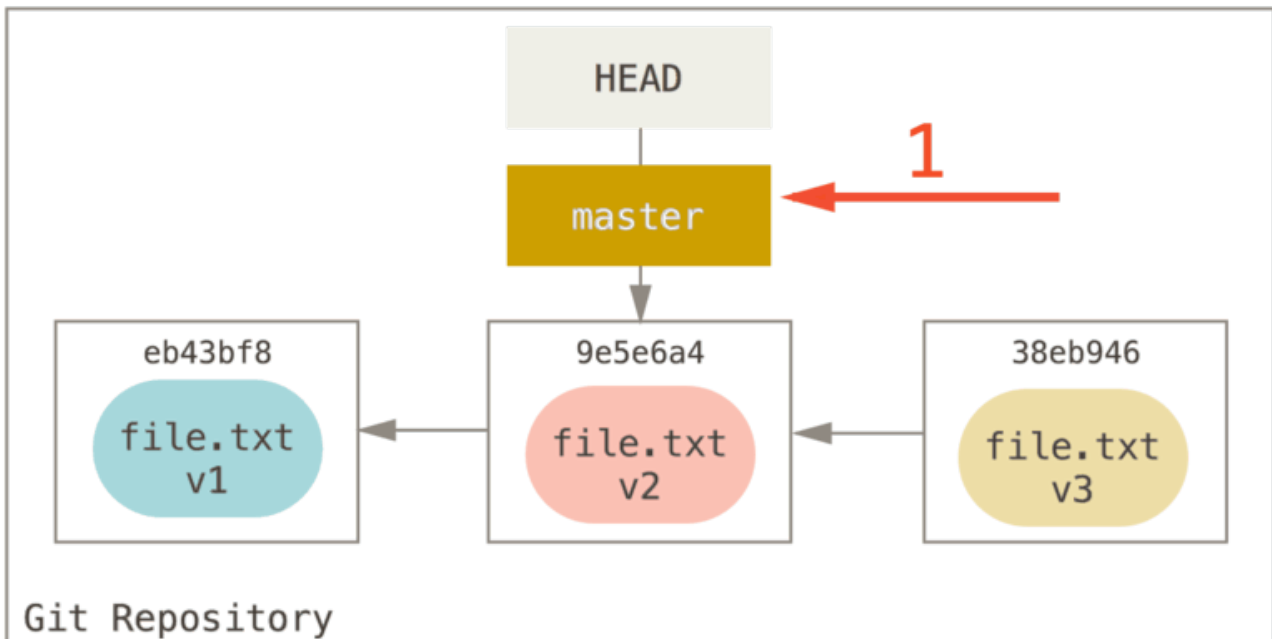 HEAD
1
master
eb43bf8
9e5e6a4
38eb946
file.txt
v1
file.txt
v2
file.txt
v3
Git Repository